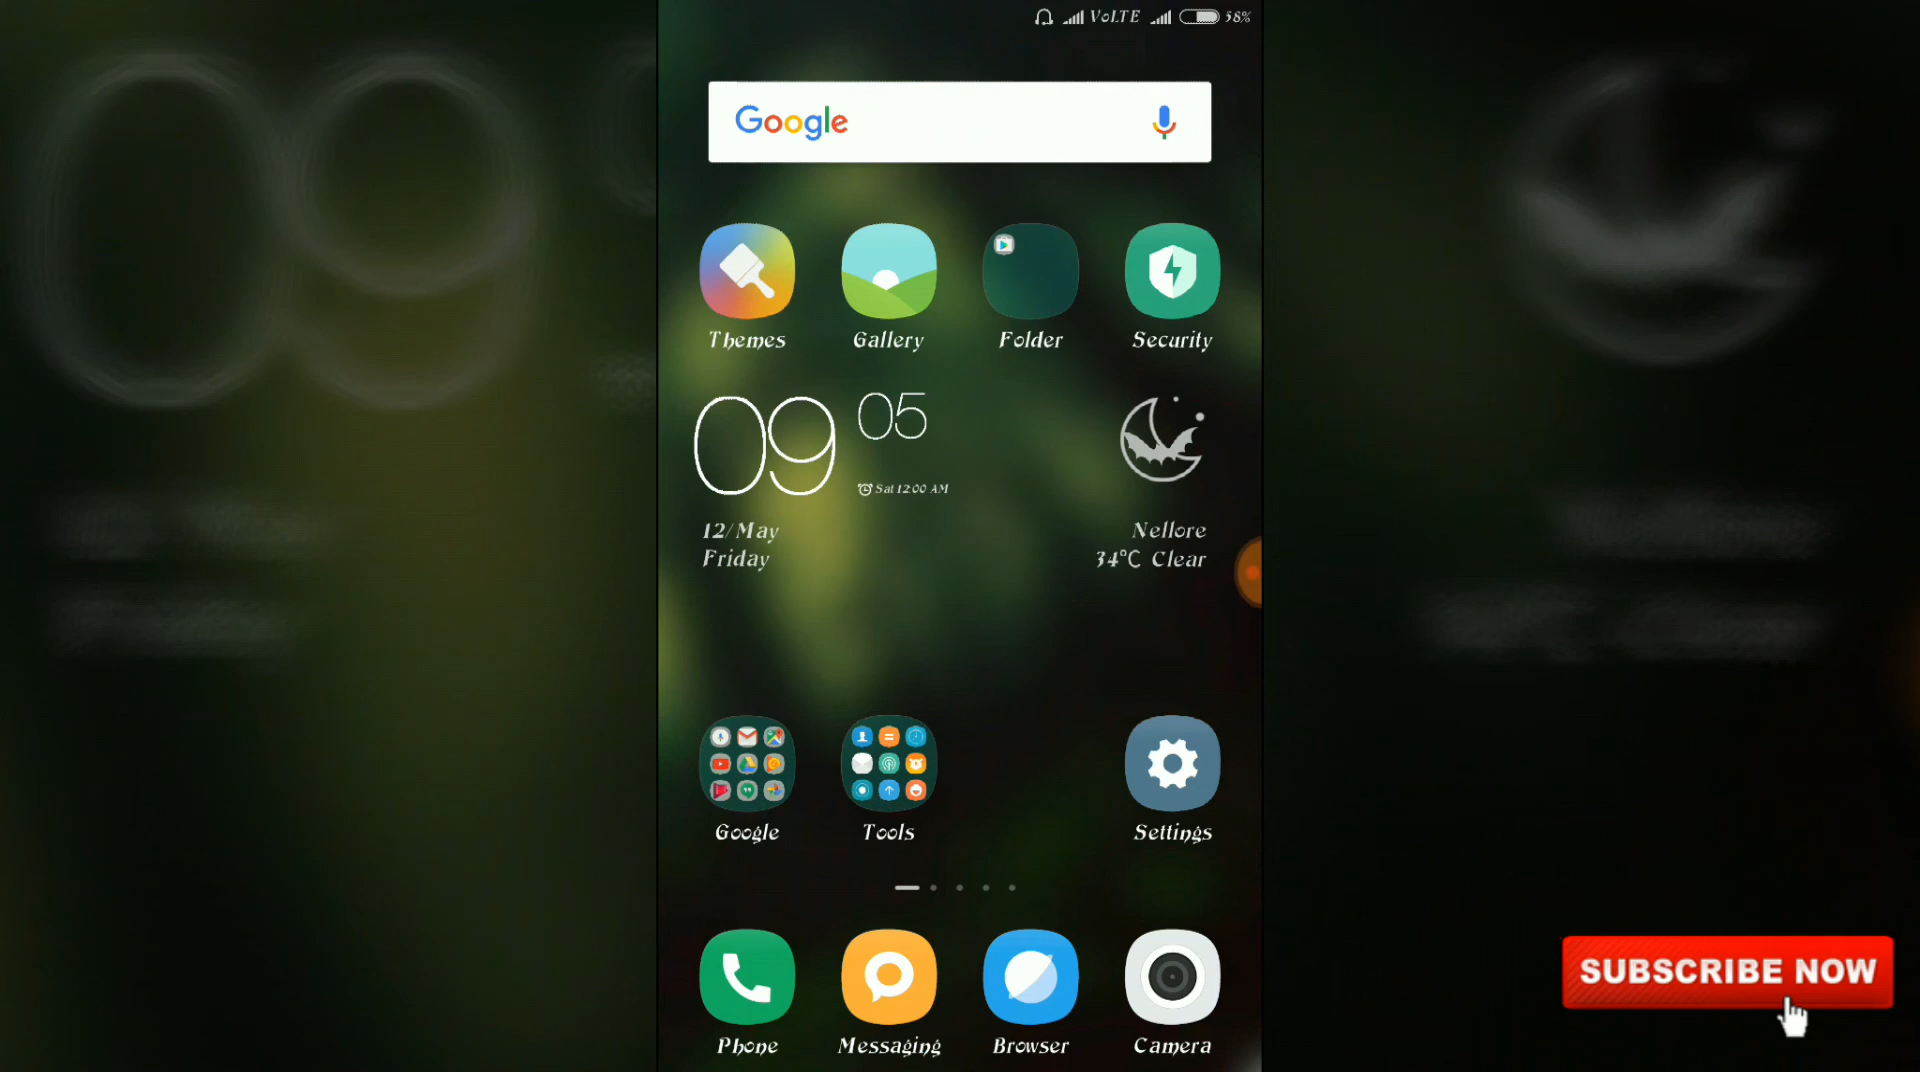 VoLTE 58%
Google
Themes Gallery Folder Security
09 05
Sat 12:00 AM
12/May
Friday
Nellore
34°C Clear
Google Tools Settings
SUBSCRIBE NOW
Phone Messaging Browser Camera